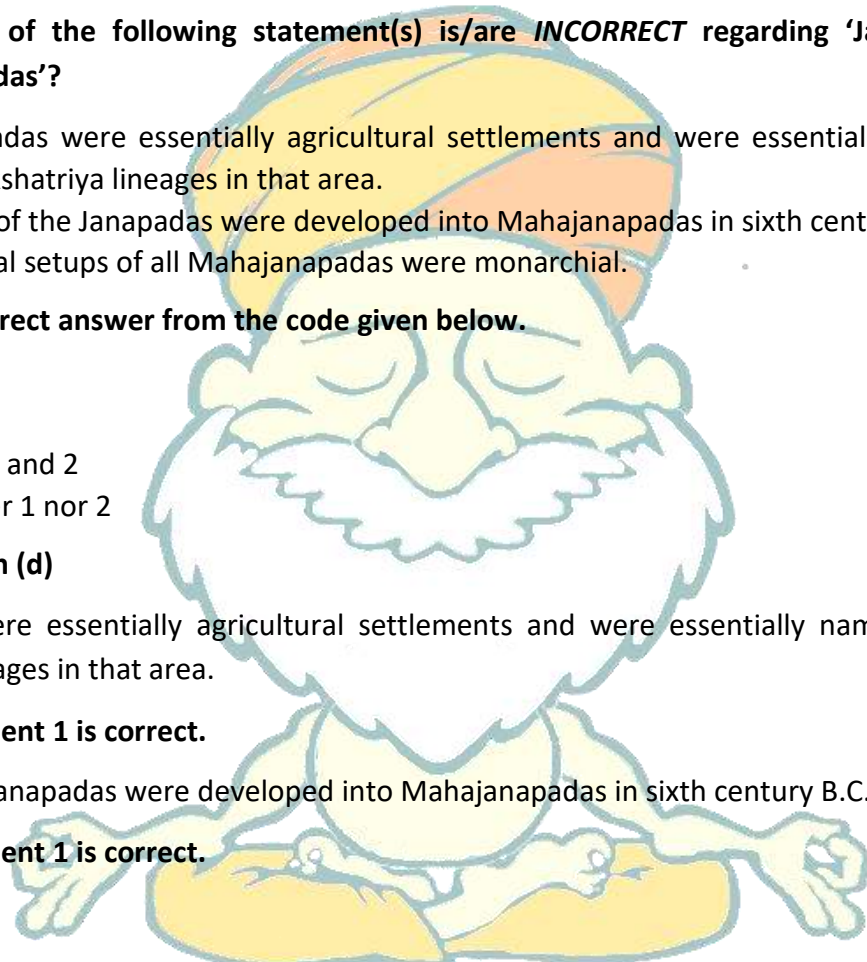 of the following statement(s) is/are INCORRECT regarding ‘Ja
das’?
das were essentially agricultural settlements and were essential
shatriya lineages in that area.
of the Janapadas were developed into Mahajanapadas in sixth cent
al setups of all Mahajanapadas were monarchial.
rect answer from the code given below.
and 2
r 1 nor 2
(d)
ere essentially agricultural settlements and were essentially nam
ages in that area.
ent 1 is correct.
anapadas were developed into Mahajanapadas in sixth century B.C.
ent 1 is correct.